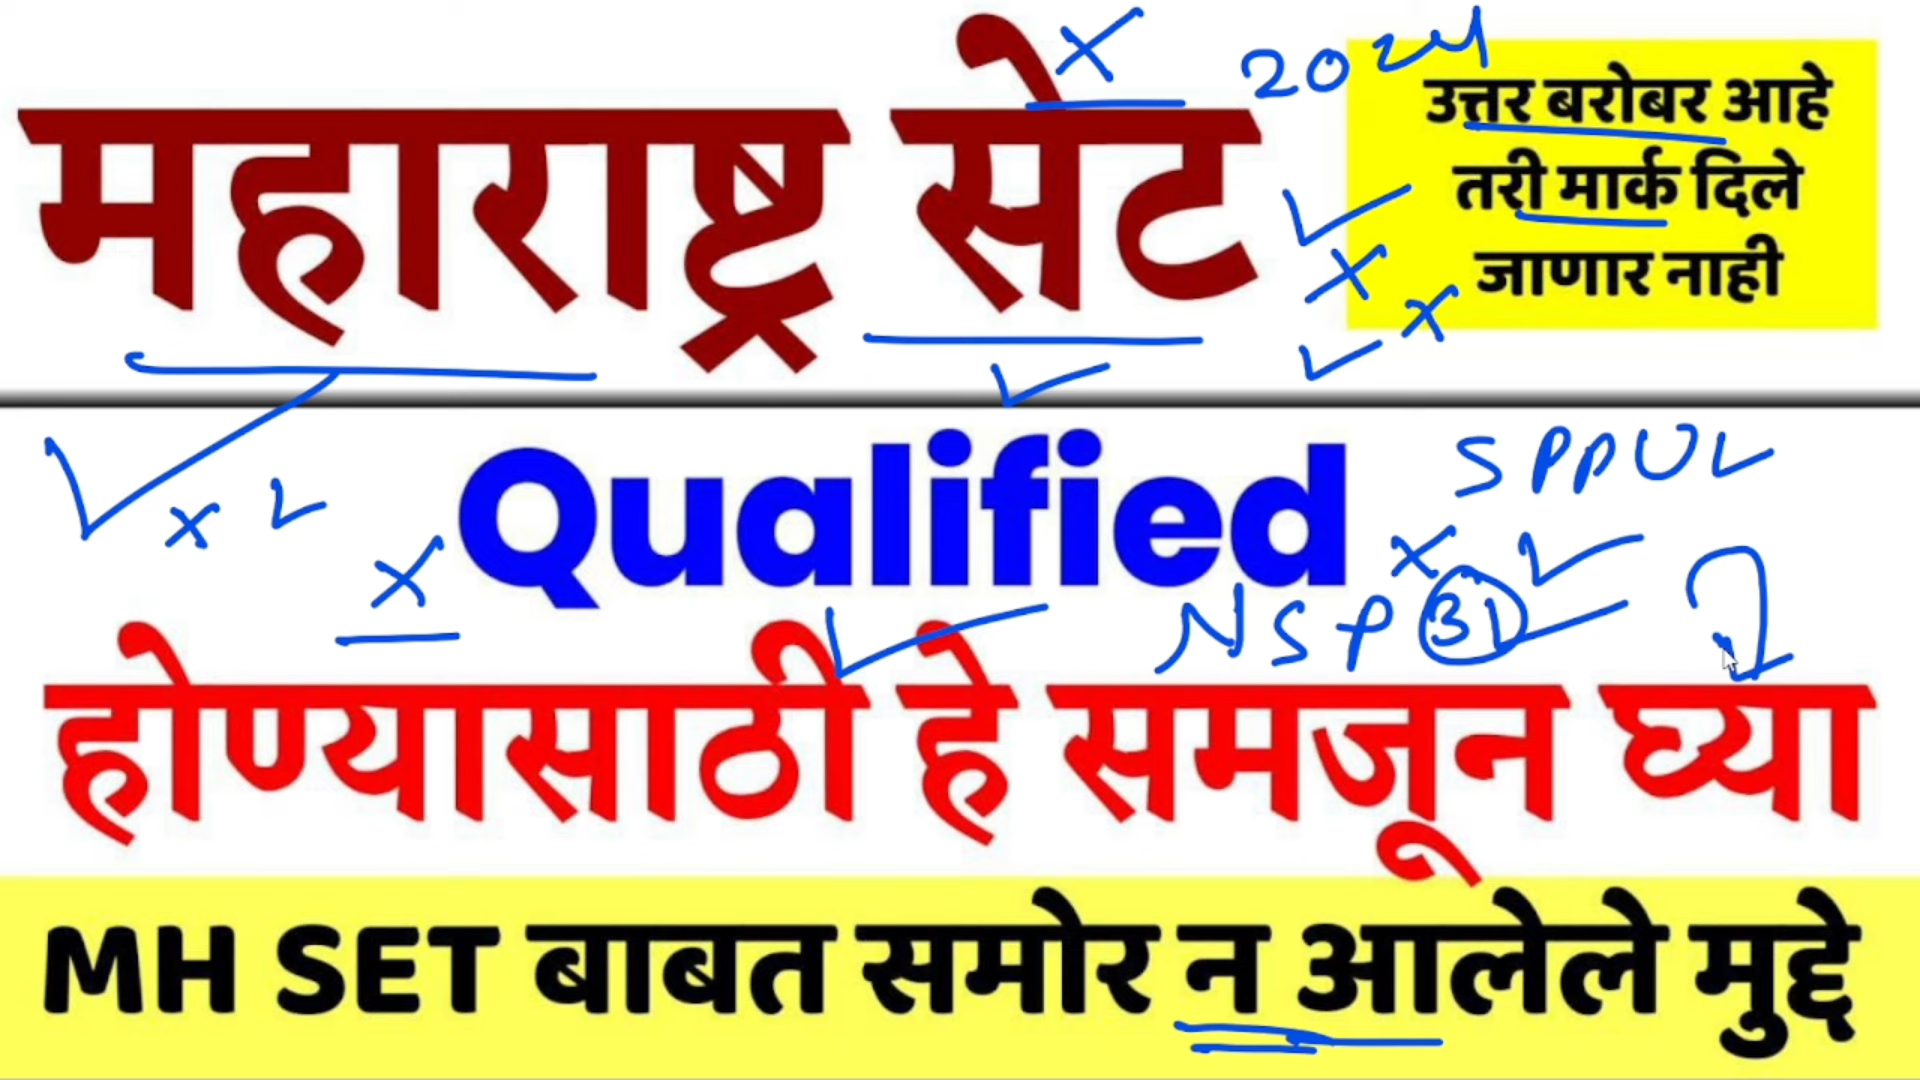 महाराष्ट्र सेट
2024
उत्तर बरोबर आहे
तरी मार्क दिले
जाणार नाही
Qualified
SPPU
NSP 31
होण्यासाठी हे समजून घ्या
MH SET बाबत समोर न आलेले मुद्दे